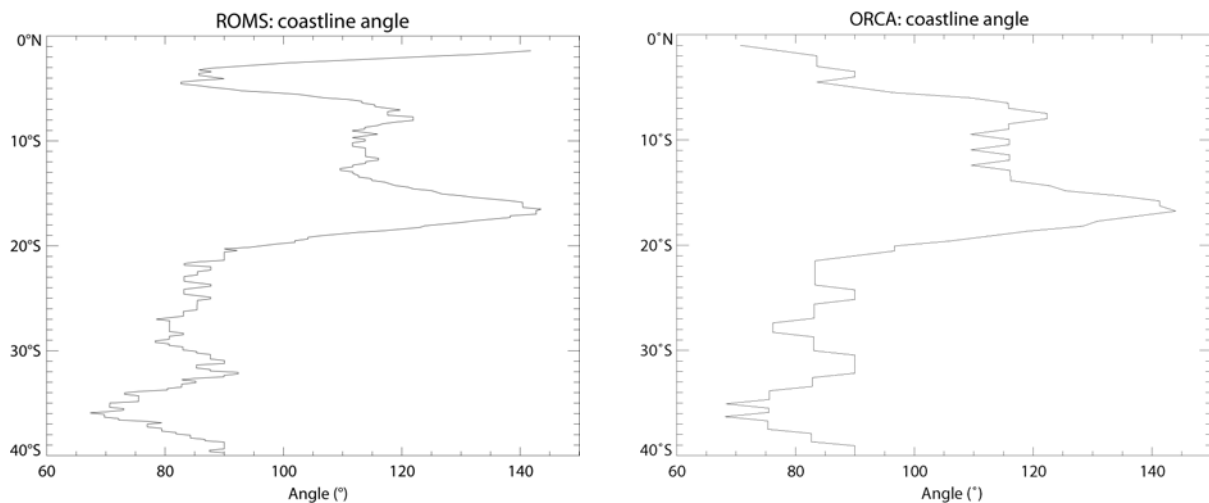 ROMS: coastline angle
0°N
10°S
20°S
30°S
40°S
60 80 100 120 140
Angle (°)
ORCA: coastline angle
0˚N
10˚S
20˚S
30˚S
40˚S
60 80 100 120 140
Angle (˚)